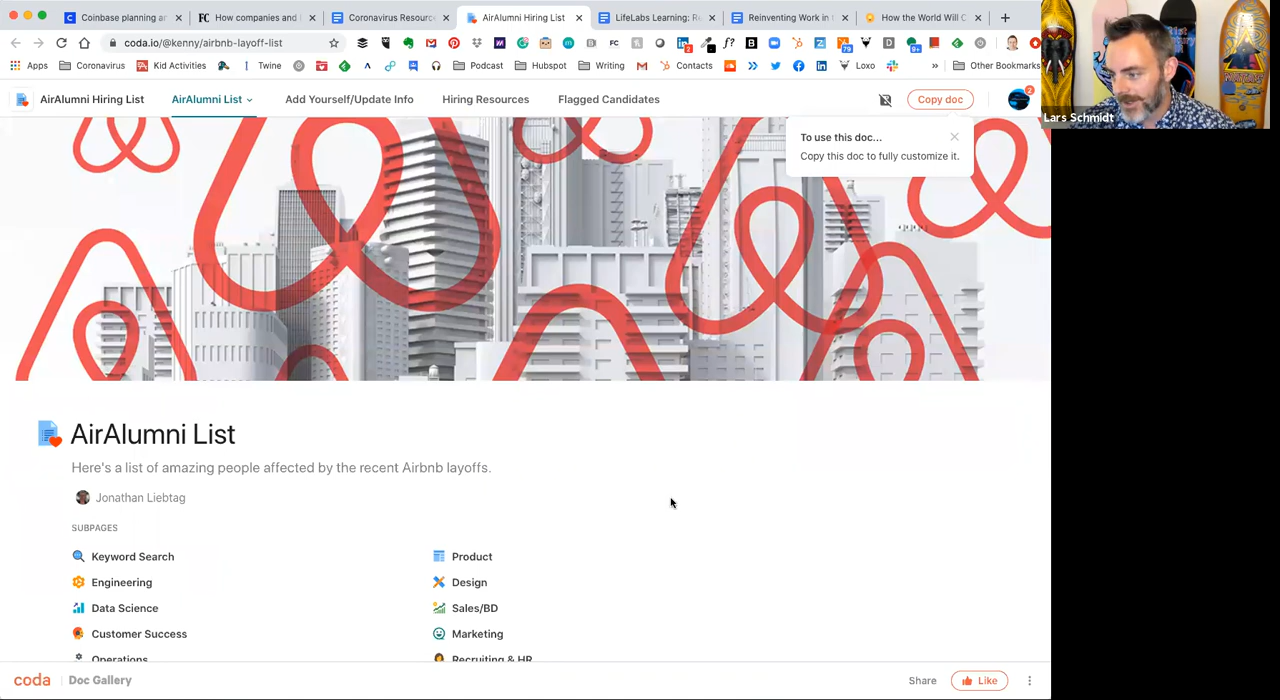 Coinbase planning ar
How companies and
Coronavirus Resourc
AirAlumni Hiring List
LifeLabs Learning: R
Reinventing Work in
How the World Will C
coda.io/@kenny/airbnb-layoff-list
Apps
Coronavirus
Kid Activities
Twine
Podcast
Hubspot
Writing
Contacts
Loxo
Other Bookmarks
AirAlumni Hiring List
AirAlumni List
Add Yourself/Update Info
Hiring Resources
Flagged Candidates
Copy doc
2
Lars Schmidt
To use this doc...
Copy this doc to fully customize it.
AirAlumni List
Here's a list of amazing people affected by the recent Airbnb layoffs.
Jonathan Liebtag
SUBPAGES
Keyword Search
Product
Engineering
Design
Data Science
Sales/BD
Customer Success
Marketing
Operations
Recruiting & HR
coda
Doc Gallery
Share
Like